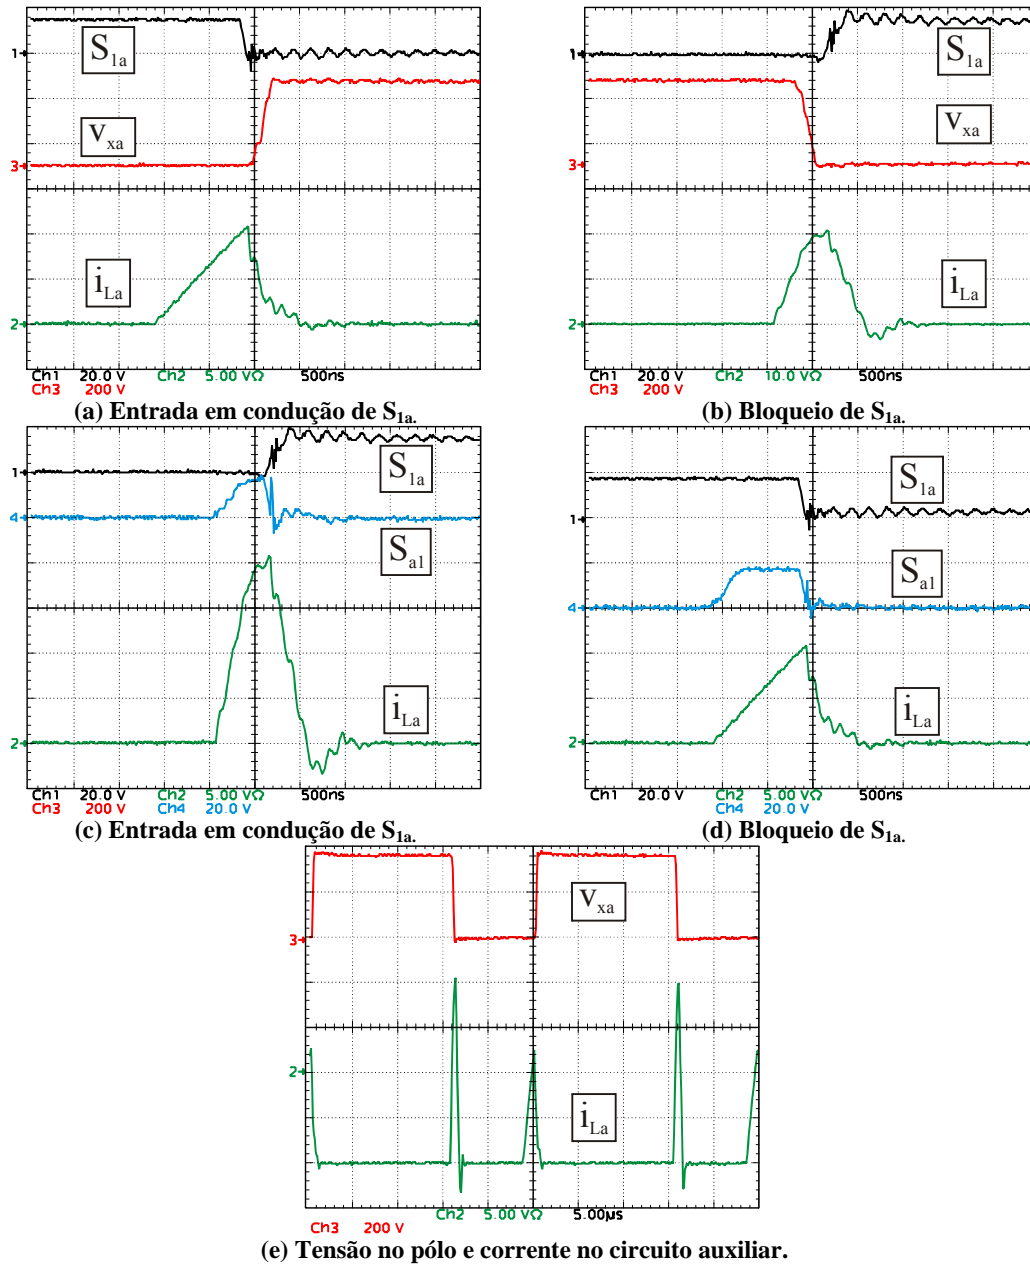 1
S1a
vxa
3
iLa
2
Ch1 20.0 V Ch2 5.00 VΩ 500ns
Ch3 200 V
(a) Entrada em condução de S1a.
1
S1a
vxa
3
iLa
2
Ch1 20.0 V Ch2 10.0 VΩ 500ns
Ch3 200 V
(b) Bloqueio de S1a.
1
S1a
4
Sa1
iLa
2
Ch1 20.0 V Ch2 5.00 VΩ 500ns
Ch3 200 V Ch4 20.0 V
(c) Entrada em condução de S1a.
S1a
1
Sa1
4
iLa
2
Ch1 20.0 V Ch2 5.00 VΩ 500ns
Ch4 20.0 V
(d) Bloqueio de S1a.
vxa
3
2
iLa
Ch2 5.00 VΩ 5.00µs
Ch3 200 V
(e) Tensão no pólo e corrente no circuito auxiliar.